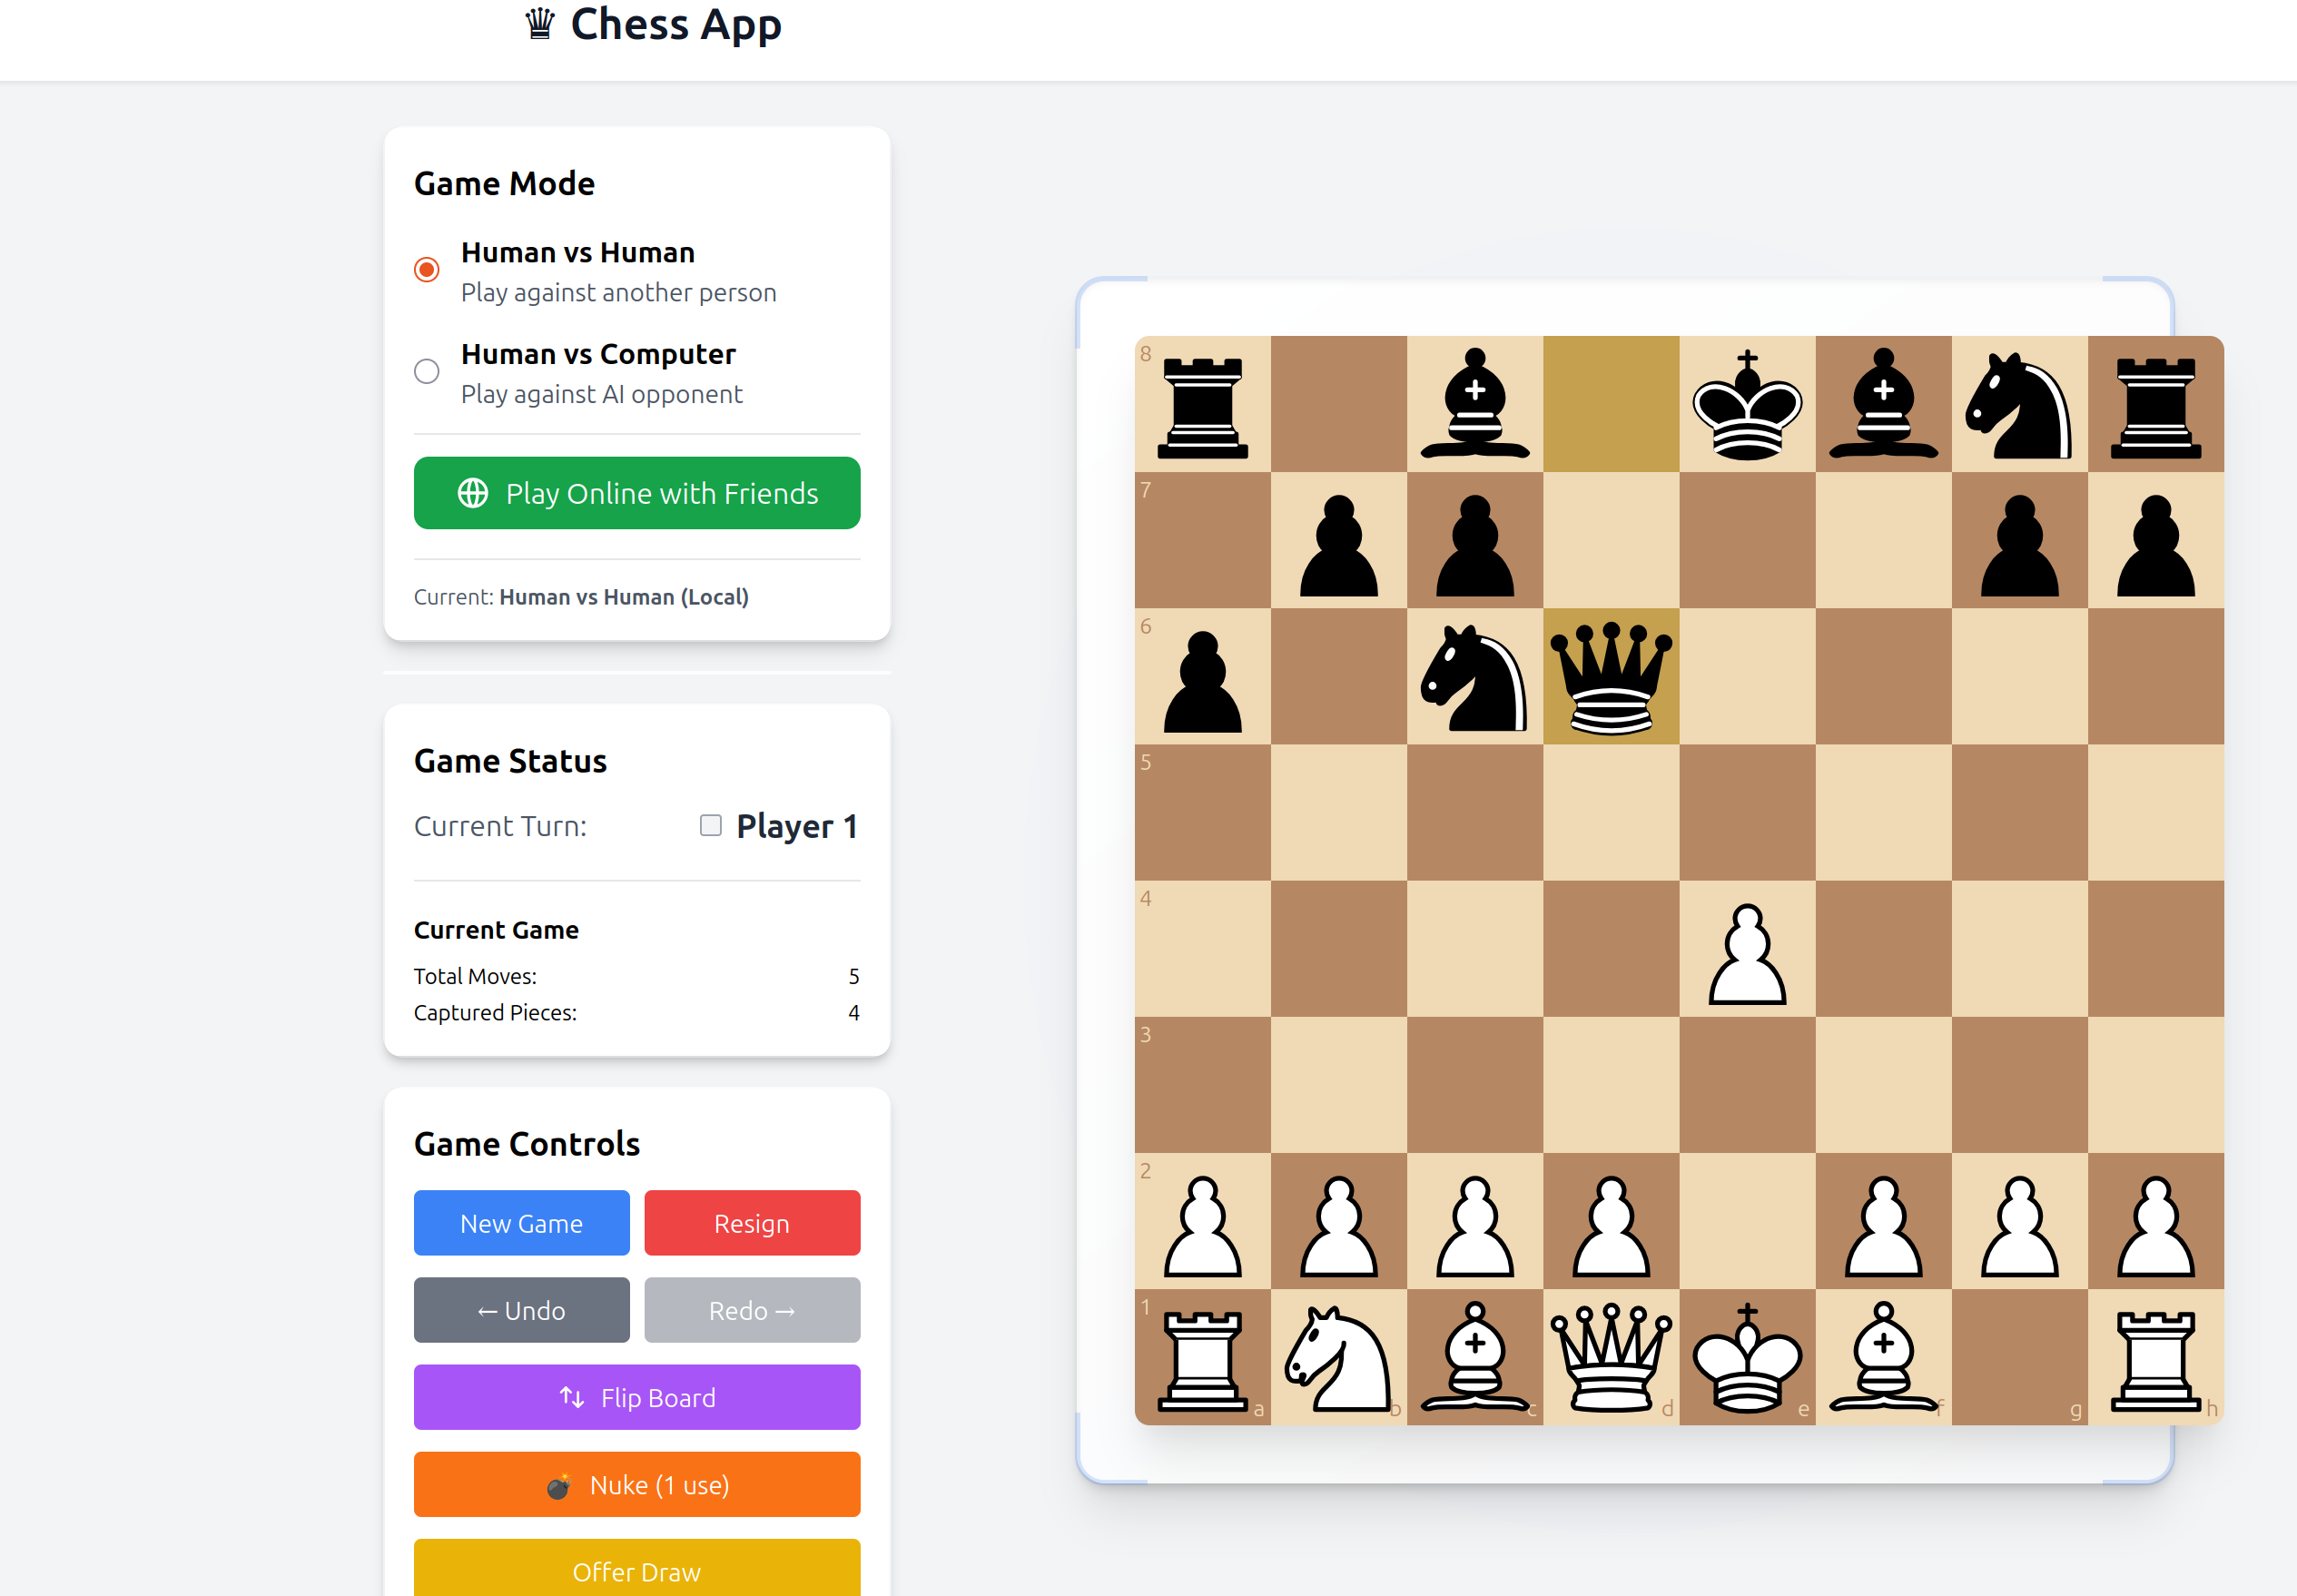 ♛ Chess App
Game Mode
Human vs Human
Play against another person
Human vs Computer
Play against AI opponent
Play Online with Friends
Current: Human vs Human (Local)
Game Status
Current Turn: Player 1
Current Game
Total Moves: 5
Captured Pieces: 4
Game Controls
New Game Resign
← Undo Redo →
Flip Board
💣 Nuke (1 use)
Offer Draw
8
7
6
5
4
3
2
1
a b c d e f g h